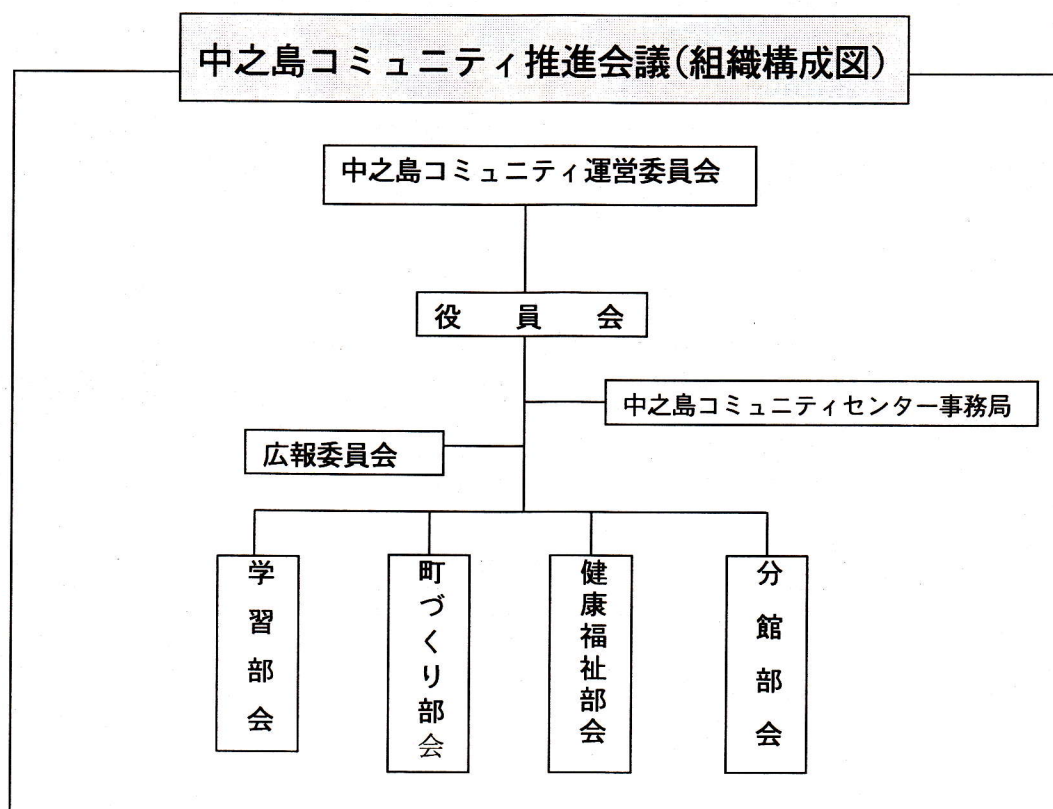 中之島コミュニティ推進会議(組織構成図)
中之島コミュニティ運営委員会
役　員　会
中之島コミュニティセンター事務局
広報委員会
学習部会
町づくり部会
健康福祉部会
分館部会